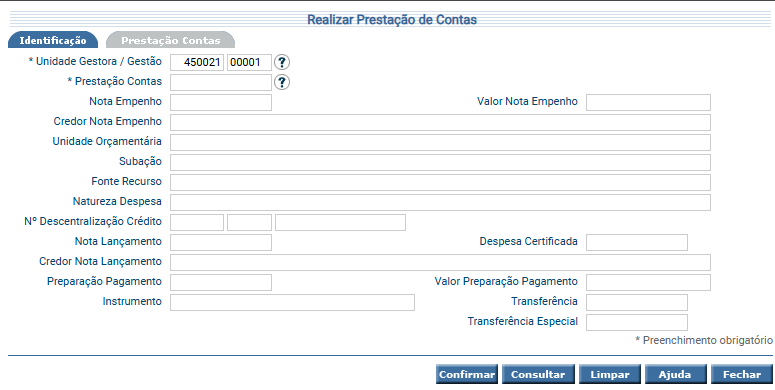 Realizar Prestação de Contas
Identificação Prestação Contas
* Unidade Gestora / Gestão 450021 00001 ?
* Prestação Contas ?
Nota Empenho Valor Nota Empenho
Credor Nota Empenho
Unidade Orçamentária
Subação
Fonte Recurso
Natureza Despesa
Nº Descentralização Crédito
Nota Lançamento Despesa Certificada
Credor Nota Lançamento
Preparação Pagamento Valor Preparação Pagamento
Instrumento Transferência
Transferência Especial
* Preenchimento obrigatório
Confirmar Consultar Limpar Ajuda Fechar